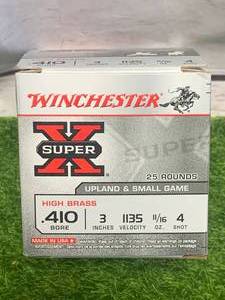 WINCHESTER
SUPER X
25 ROUNDS
UPLAND & SMALL GAME
HIGH BRASS
.410 BORE
3 INCHES
1135 VELOCITY
11/16 OZ.
4 SHOT
MADE IN USA